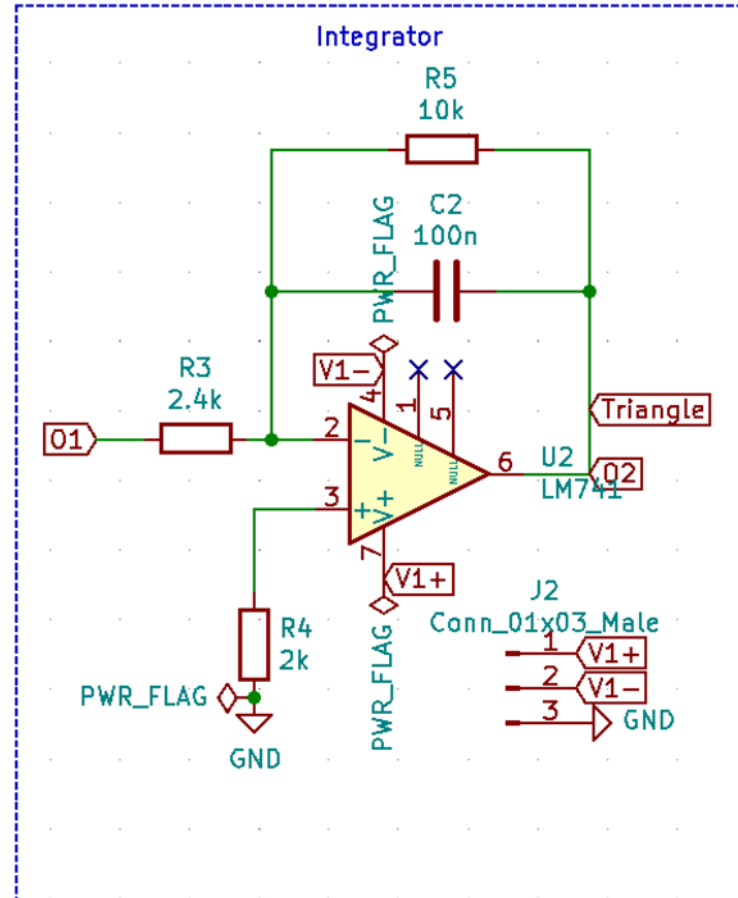 Integrator
R5
10k
PWR_FLAG
C2
100n
R3
2.4k
V1-
4
1
5
NULL
NULL
Triangle
O1
2
-
V-
6
U2
LM741
O2
3
+
V+
7
V1+
J2
Conn_01x03_Male
R4
2k
1
V1+
2
V1-
3
GND
PWR_FLAG
PWR_FLAG
GND